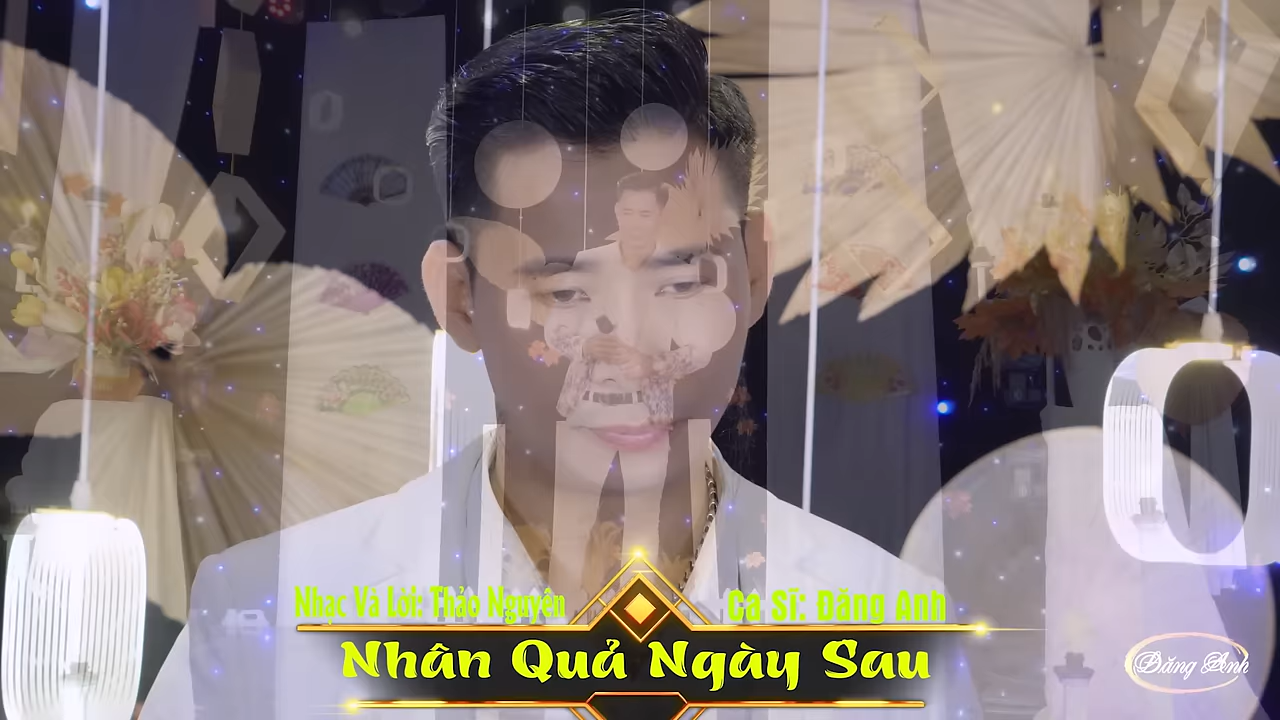 Nhạc Và Lời: Thảo Nguyên
Ca Sĩ: Đăng Anh
Nhân Quả Ngày Sau
Đăng Anh